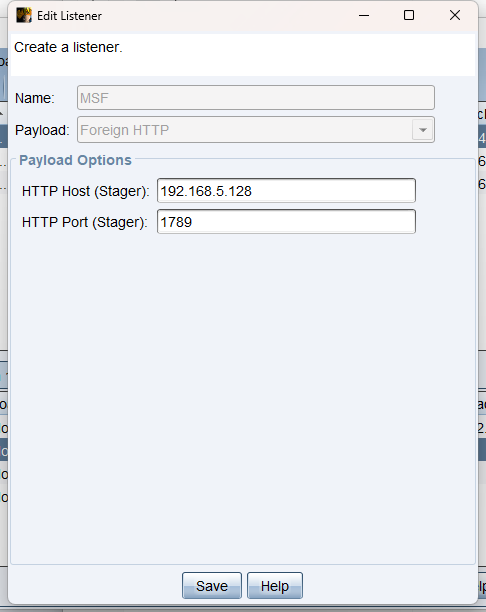 Edit Listener
Create a listener.
Name: MSF
Payload: Foreign HTTP
Payload Options
HTTP Host (Stager): 192.168.5.128
HTTP Port (Stager): 1789
Save Help